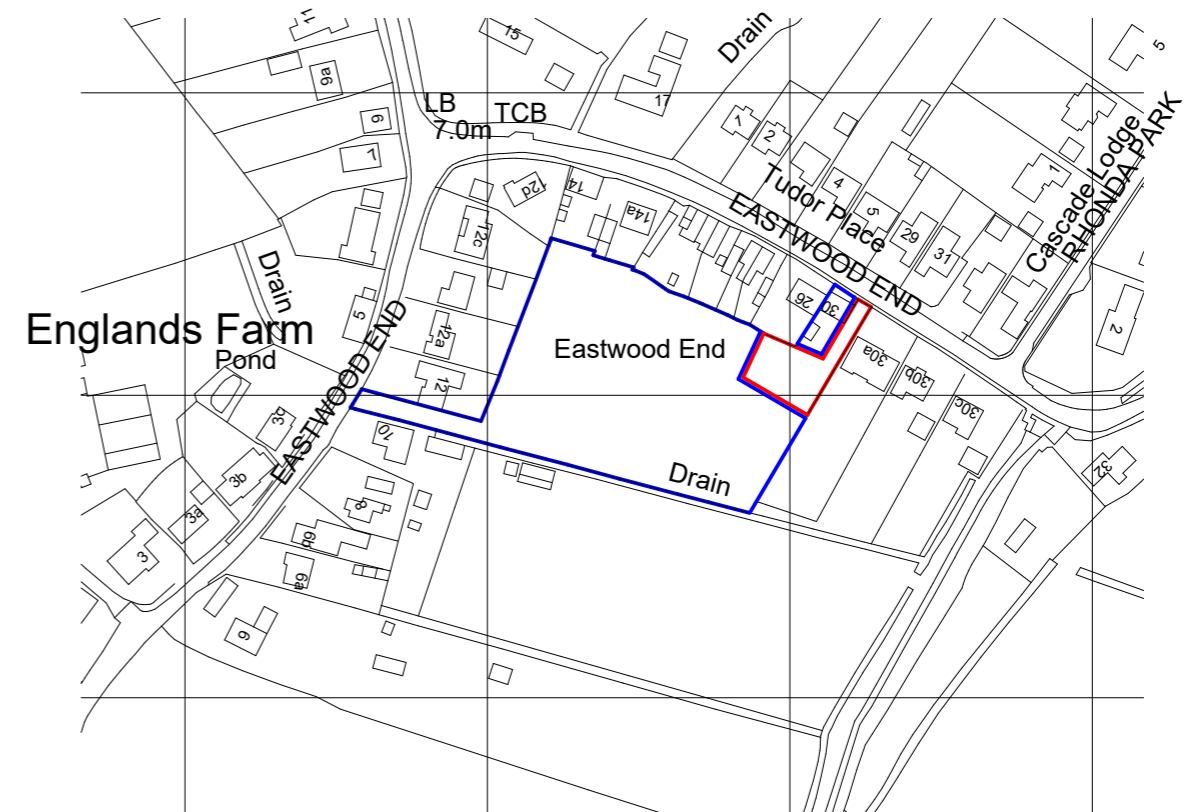 11
15
Drain
5
9a
17
LB
TCB
7.0m
6
7
1
2
Cascade Lodge
RHONDA PARK
1
12d
14
14a
Tudor Place
4
5
29
31
EASTWOOD END
12c
Drain
26
30
5
12a
Englands Farm
Pond
Eastwood End
30a
30b
30c
2
12
EASTWOOD END
3c
10
3b
3a
Drain
32
8
6b
3
6a
9